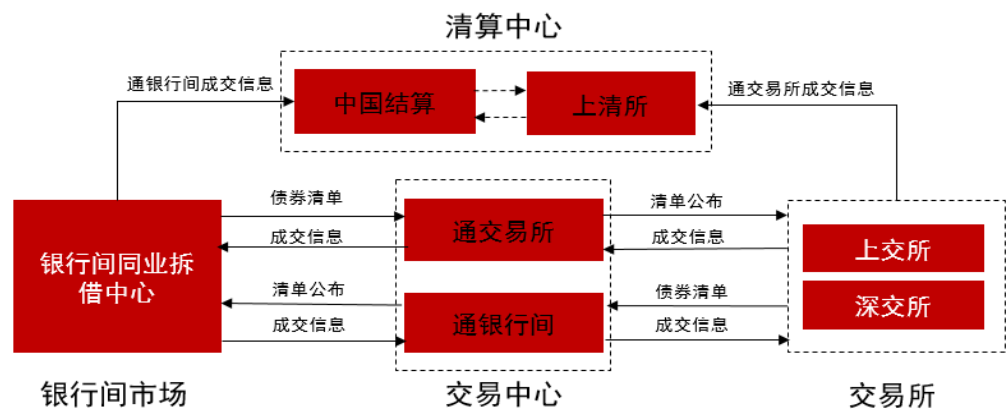 清算中心
通银行间成交信息
中国结算
上清所
通交易所成交信息
债券清单
成交信息
通交易所
清单公布
成交信息
银行间同业拆
借中心
上交所
深交所
清单公布
成交信息
通银行间
债券清单
成交信息
银行间市场
交易中心
交易所